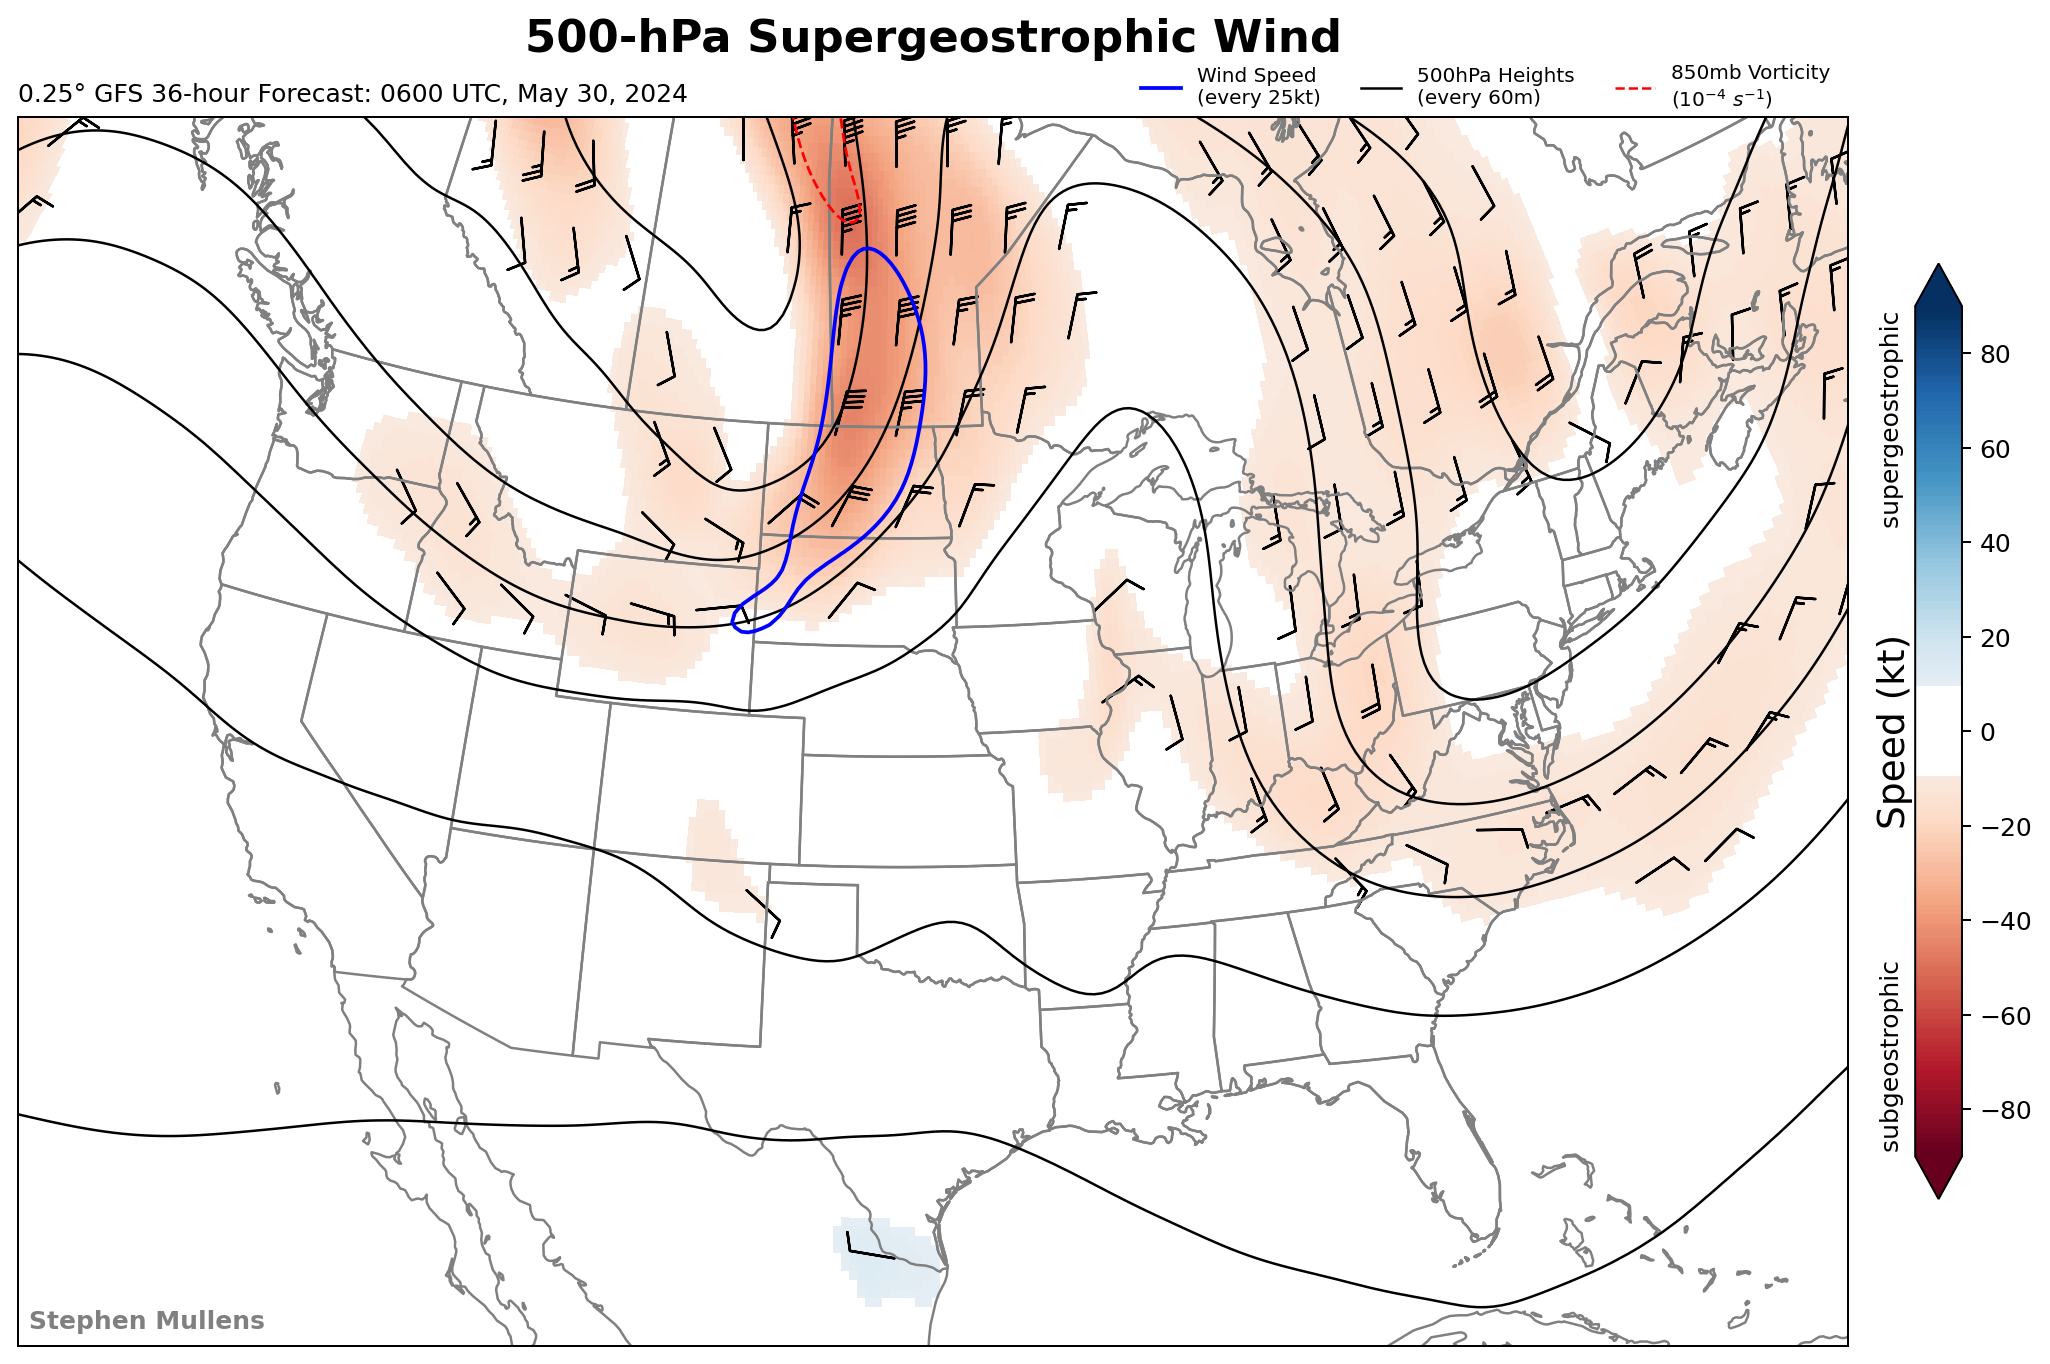 500-hPa Supergeostrophic Wind
0.25° GFS 36-hour Forecast: 0600 UTC, May 30, 2024
Wind Speed
(every 25kt)
500hPa Heights
(every 60m)
850mb Vorticity
(10⁻⁴ s⁻¹)
supergeostrophic
Speed (kt)
subgeostrophic
80
60
40
20
0
−20
−40
−60
−80
Stephen Mullens